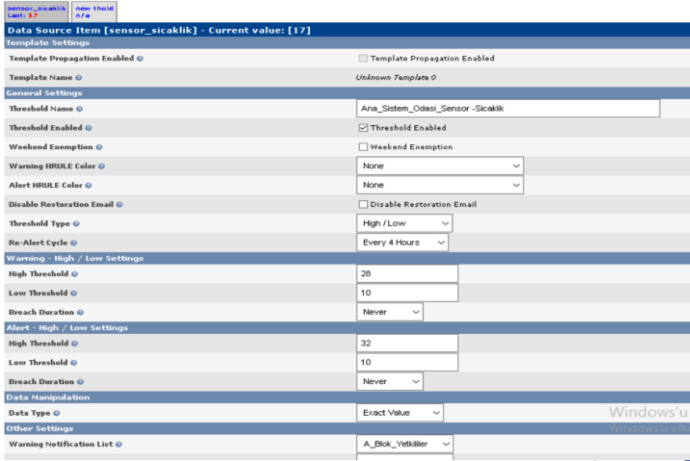 sensor_sicaklik
Last: 17
new thold
n/a
Data Source Item [sensor_sicaklik] - Current value: [17]
Template Settings
Template Propagation Enabled
Template Propagation Enabled
Template Name
Unknown Template 0
General Settings
Threshold Name
Ana_Sistem_Odasi_Sensor -Sicaklik
Threshold Enabled
Threshold Enabled
Weekend Exemption
Weekend Exemption
Warning HRULE Color
None
Alert HRULE Color
None
Disable Restoration Email
Disable Restoration Email
Threshold Type
High / Low
Re-Alert Cycle
Every 4 Hours
Warning - High / Low Settings
High Threshold
28
Low Threshold
10
Breach Duration
Never
Alert - High / Low Settings
High Threshold
32
Low Threshold
10
Breach Duration
Never
Data Manipulation
Data Type
Exact Value
Windows'u
Other Settings
Windows'u etk
Warning Notification List
A_Blok_Yetkililer